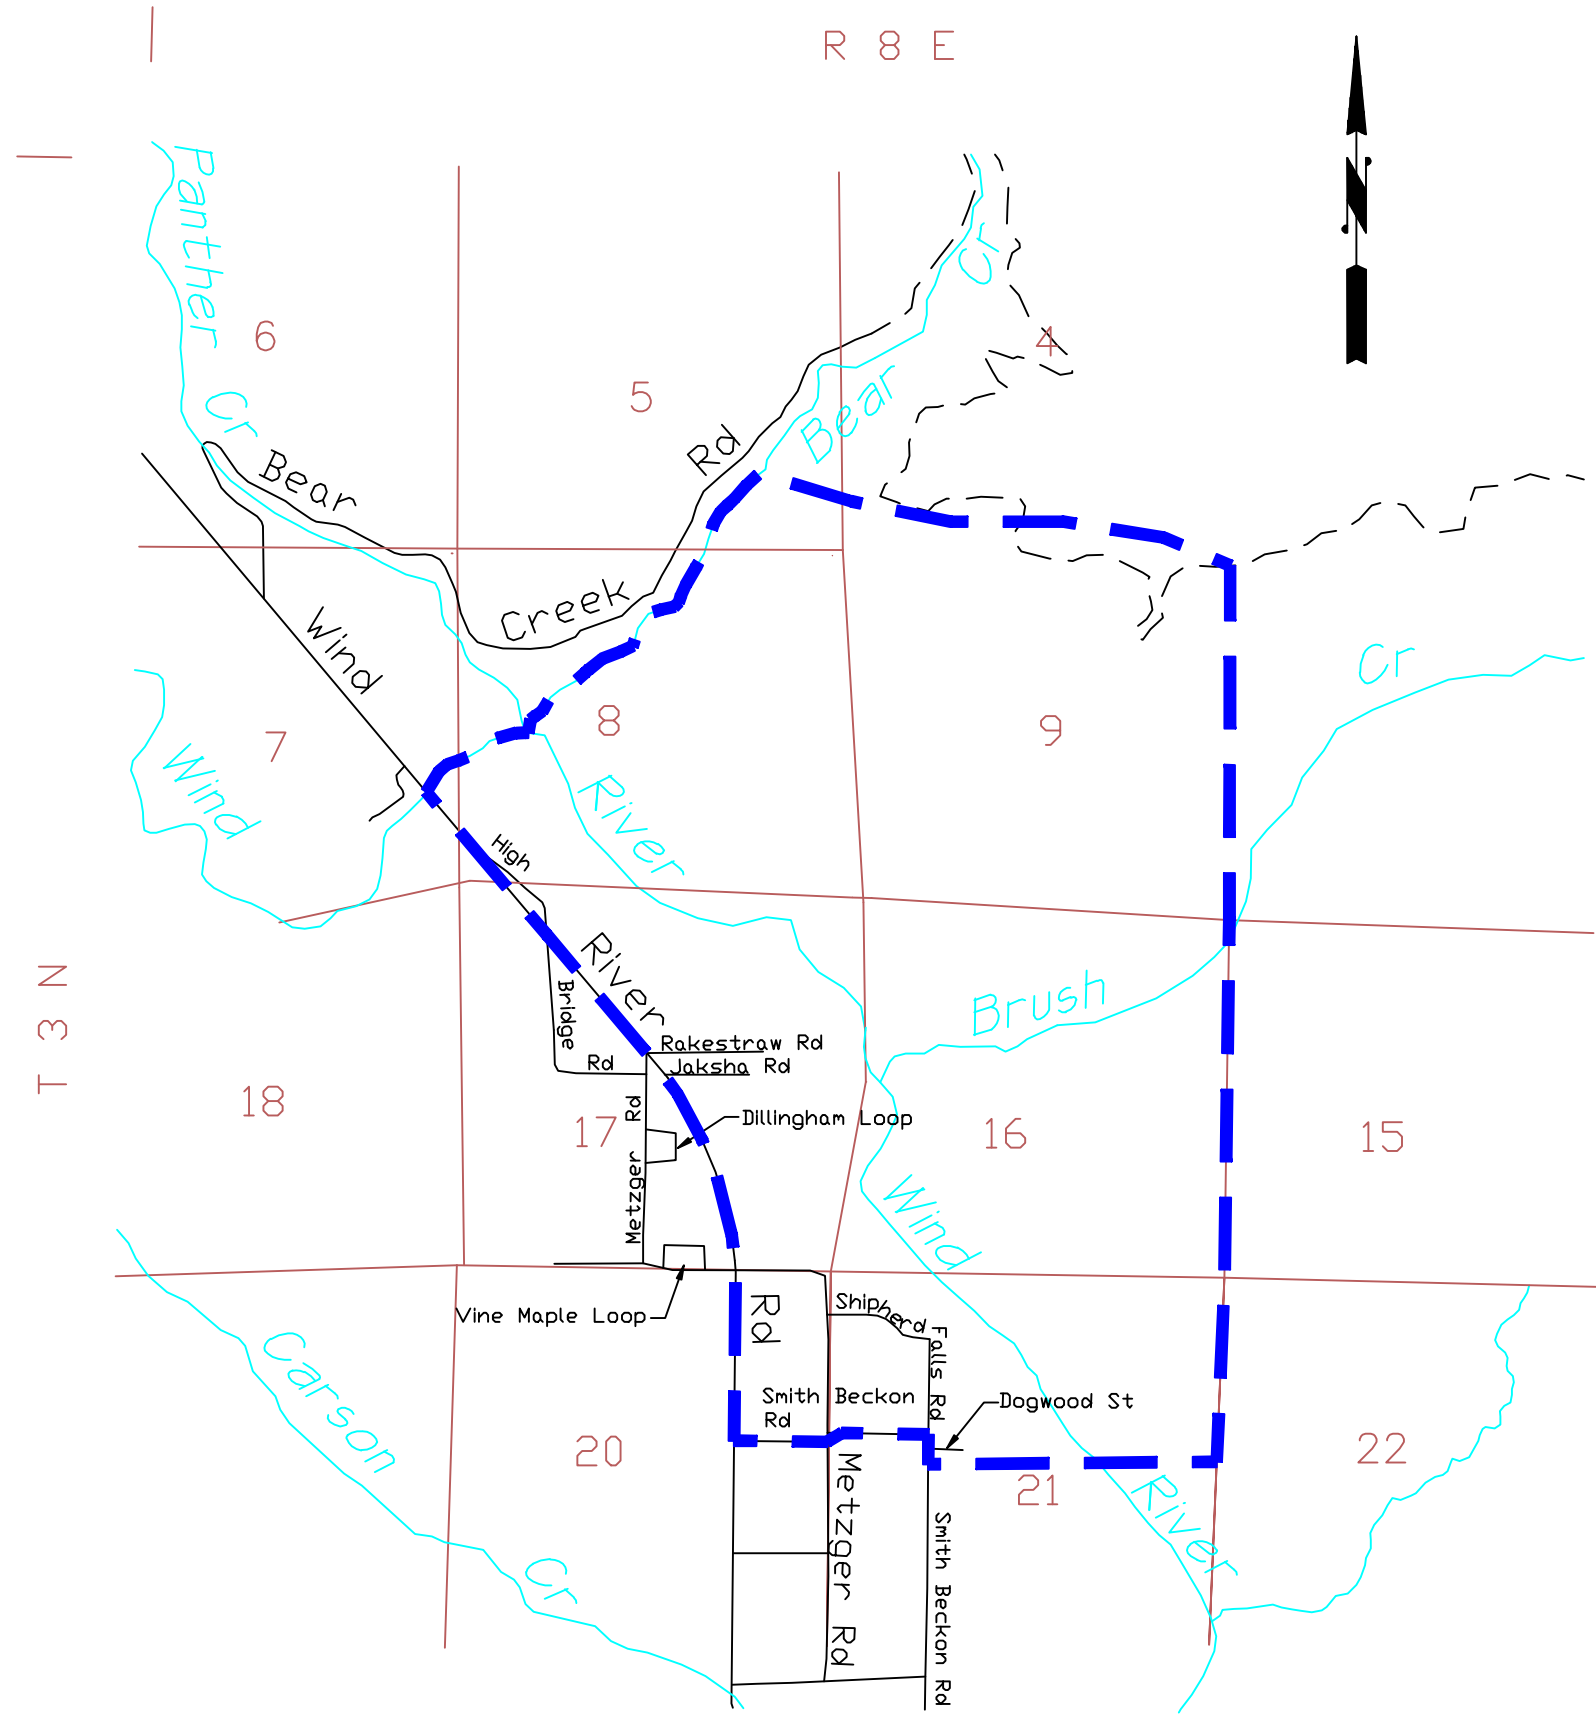 R 8 E
N
Panther
Cr
Cr
6
5
4
Bear
Bear
Rd
Creek
Cr
Wind
Wind
7
8
9
River
High
River
T 3 N
Bridge
Rd
Brush
Rakestraw Rd
Jaksha Rd
18
17
16
15
Dillingham Loop
Metzger Rd
Wind
Vine Maple Loop
Rd
Shipherd
Falls Rd
Smith Beckon
Rd
Dogwood St
Carson
Cr
20
21
22
River
Metzger Rd
Smith Beckon Rd